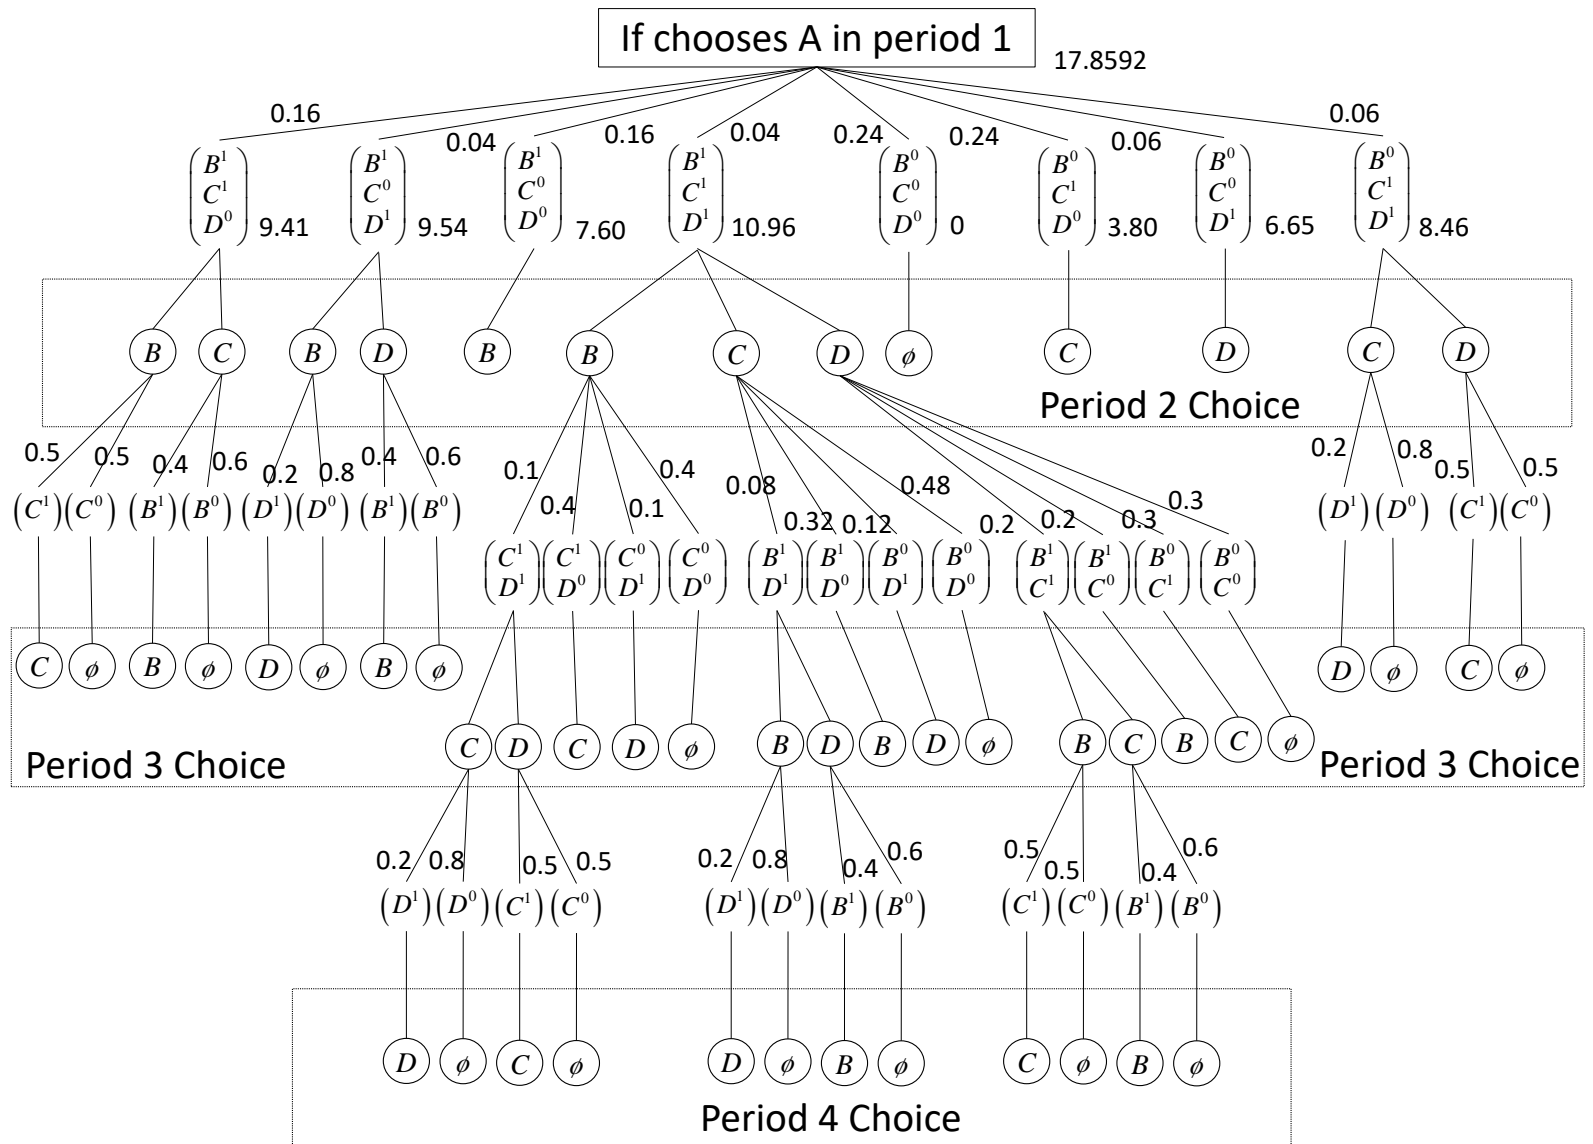 If chooses A in period 1
17.8592
0.16 0.04 0.16 0.04 0.24 0.24 0.06 0.06
B¹ B¹ B¹ B¹ B⁰ B⁰ B⁰ B⁰
C¹ C⁰ C⁰ C¹ C⁰ C¹ C⁰ C¹
D⁰ D¹ D⁰ D¹ D⁰ D⁰ D¹ D¹
9.41 9.54 7.60 10.96 0 3.80 6.65 8.46
B C B D B B C D ϕ C D C D
Period 2 Choice
0.5 0.5 0.4 0.6 0.2 0.8 0.4 0.6 0.1 0.4 0.1 0.4 0.08 0.32 0.12 0.48 0.2 0.2 0.3 0.3 0.2 0.8 0.5 0.5
(C¹) (C⁰) (B¹) (B⁰) (D¹) (D⁰) (B¹) (B⁰) (D¹) (D⁰) (C¹) (C⁰)
C¹ C¹ C⁰ C⁰ B¹ B¹ B⁰ B⁰ B¹ B¹ B⁰ B⁰
D¹ D⁰ D¹ D⁰ D¹ D⁰ D¹ D⁰ C¹ C⁰ C¹ C⁰
C ϕ B ϕ D ϕ B ϕ D ϕ C ϕ
C D C D ϕ B D B D ϕ B C B C ϕ
Period 3 Choice
Period 3 Choice
0.2 0.8 0.5 0.5 0.2 0.8 0.4 0.6 0.5 0.5 0.4 0.6
(D¹) (D⁰) (C¹) (C⁰) (D¹) (D⁰) (B¹) (B⁰) (C¹) (C⁰) (B¹) (B⁰)
D ϕ C ϕ D ϕ B ϕ C ϕ B ϕ
Period 4 Choice